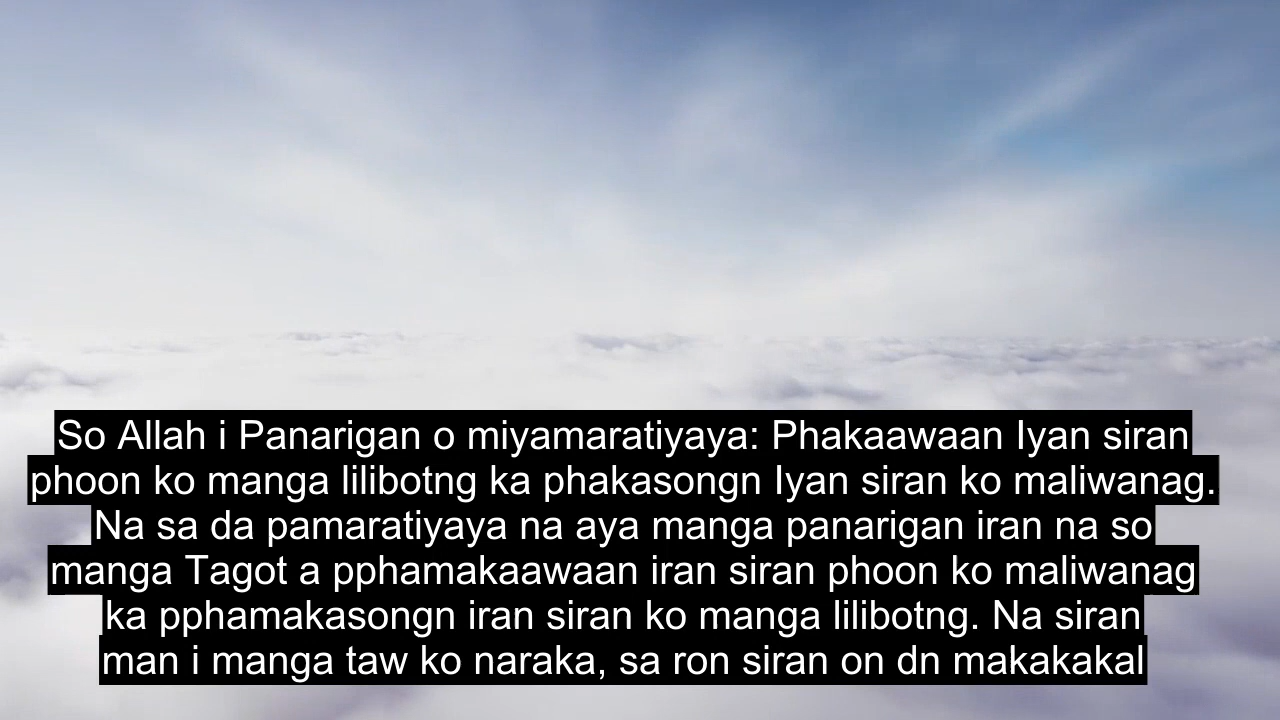 So Allah i Panarigan o miyamaratiyaya: Phakaawaan Iyan siran
phoon ko manga lilibotng ka phakasongn Iyan siran ko maliwanag.
Na sa da pamaratiyaya na aya manga panarigan iran na so
manga Tagot a pphamakaawaan iran siran phoon ko maliwanag
ka pphamakasongn iran siran ko manga lilibotng. Na siran
man i manga taw ko naraka, sa ron siran on dn makakakal